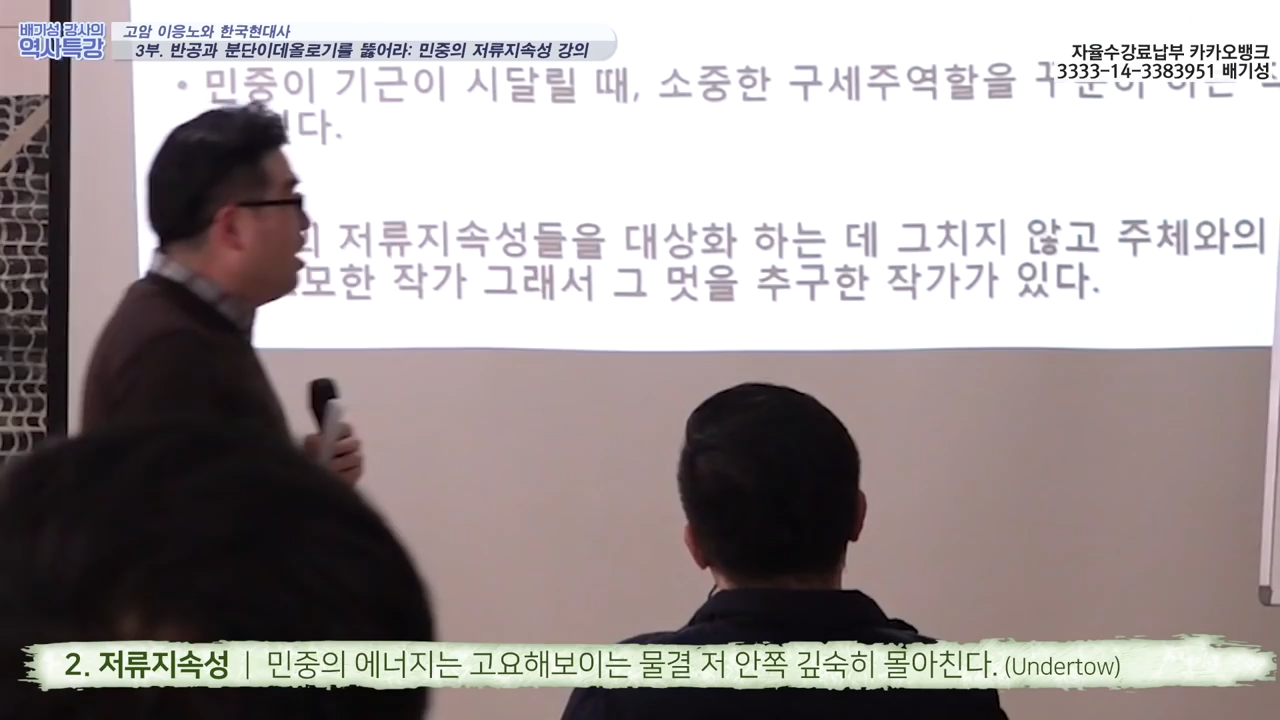 배기성 강사의
역사특강
고암 이응노와 한국현대사
3부. 반공과 분단이데올로기를 뚫어라: 민중의 저류지속성 강의
자율수강료납부 카카오뱅크
3333-14-3383951 배기성
• 민중이 기근이 시달릴 때, 소중한 구세주역할을
다.
저류지속성들을 대상화 하는 데 그치지 않고 주체와의
작가 그래서 그 멋을 추구한 작가가 있다.
2. 저류지속성 | 민중의 에너지는 고요해보이는 물결 저 안쪽 깊숙히 몰아친다. (Undertow)